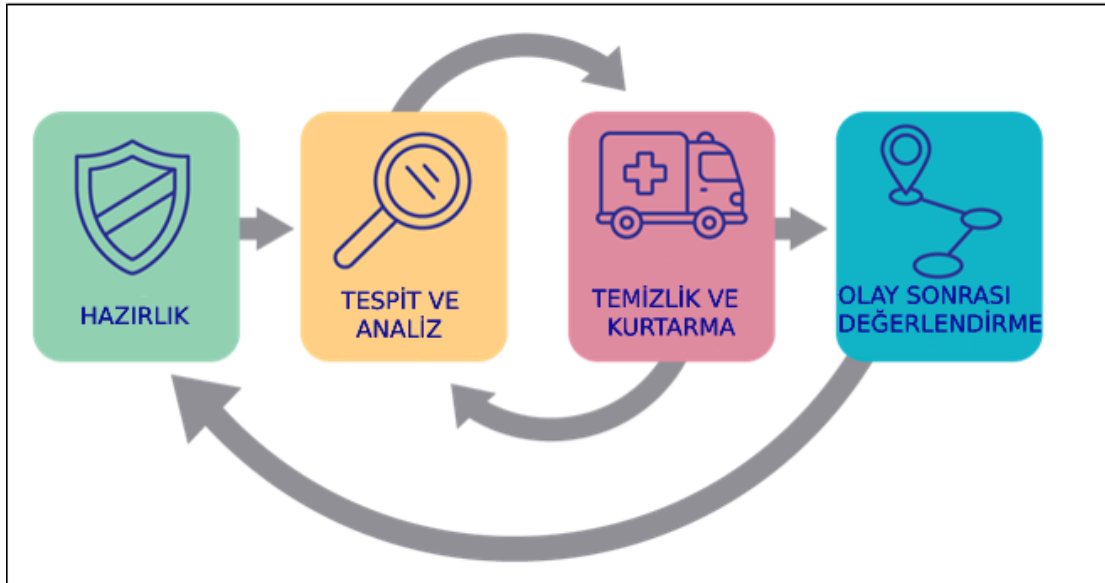 HAZIRLIK
TESPİT VE
ANALİZ
TEMİZLİK VE
KURTARMA
OLAY SONRASI
DEĞERLENDİRME